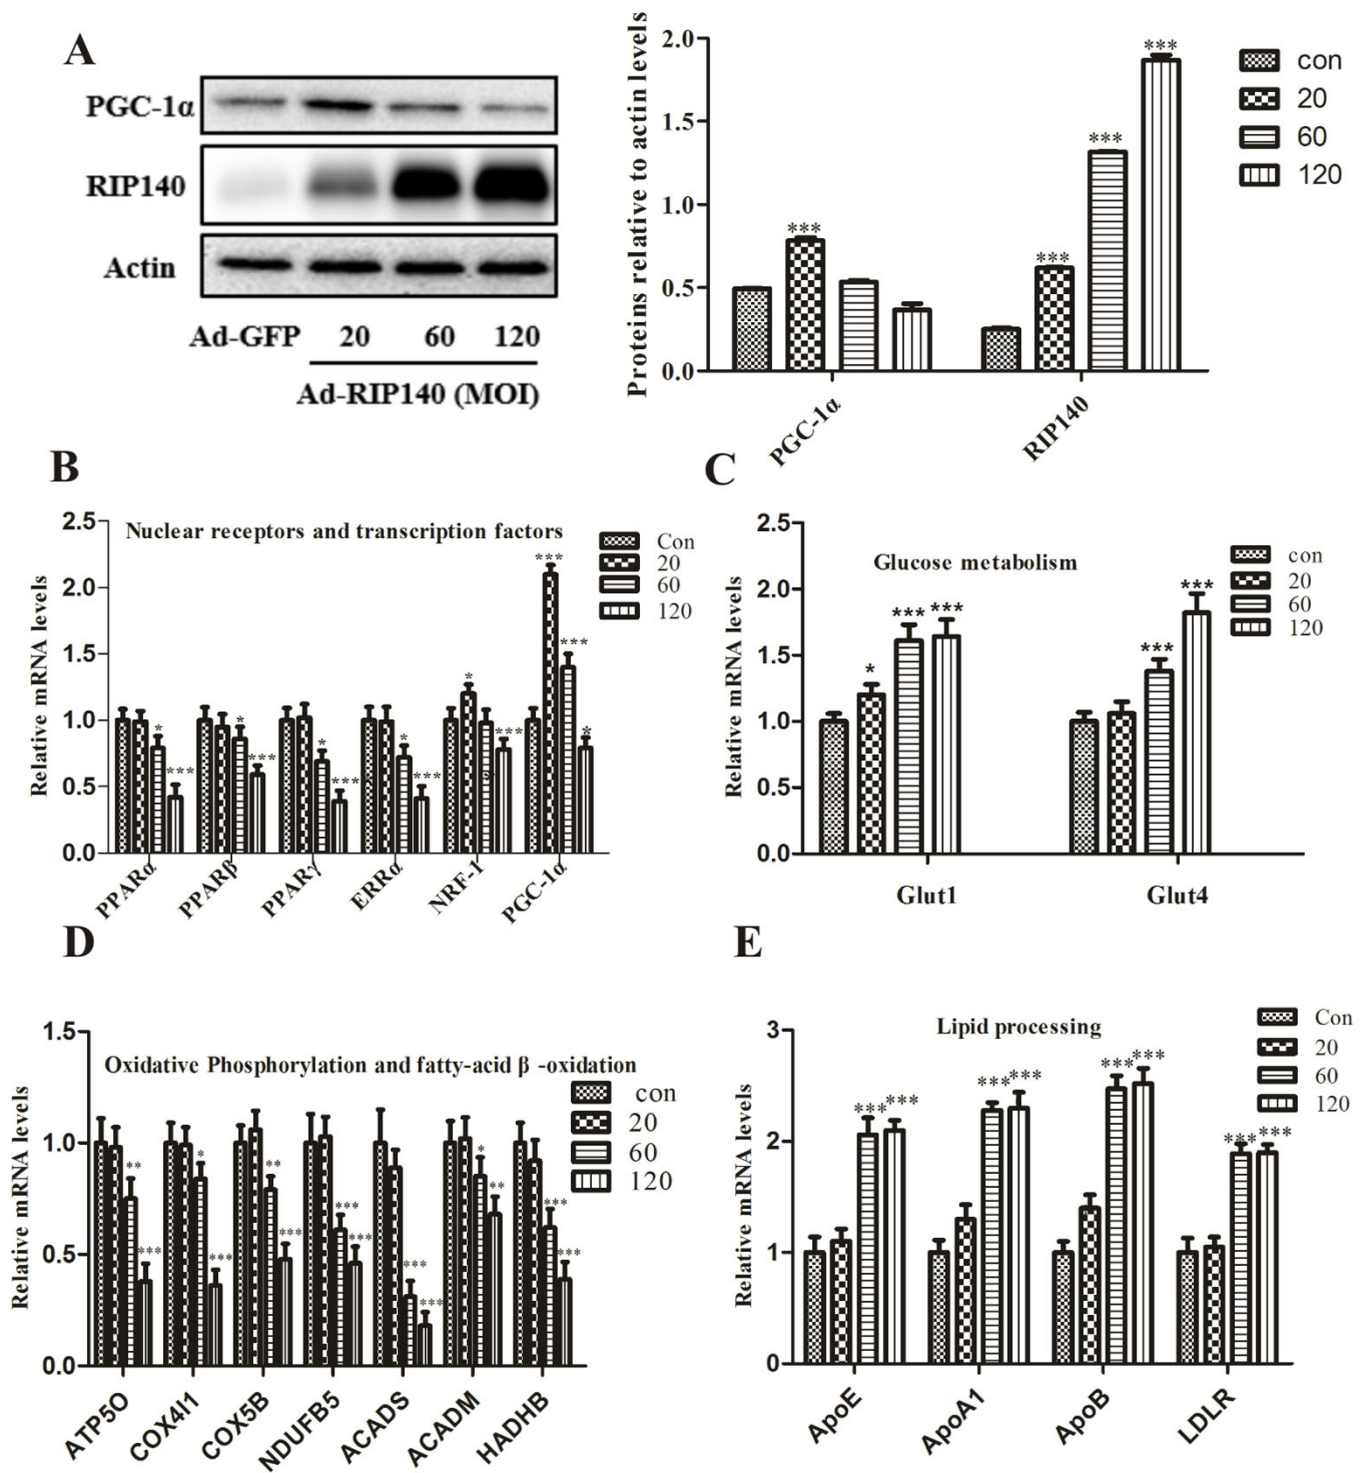 A
PGC-1α
RIP140
Actin
Ad-GFP 20 60 120
Ad-RIP140 (MOI)
Proteins relative to actin levels
2.0
1.5
1.0
0.5
0.0
***
***
***
***
PGC-1α
RIP140
con
20
60
120
B
Nuclear receptors and transcription factors
Relative mRNA levels
2.5
2.0
1.5
1.0
0.5
0.0
*
***
*
***
*
***
*
***
*
***
***
***
*
PPARα
PPARβ
PPARγ
ERRα
NRF-1
PGC-1α
Con
20
60
120
C
Glucose metabolism
Relative mRNA levels
2.5
2.0
1.5
1.0
0.5
0.0
*
***
***
***
***
Glut1
Glut4
con
20
60
120
D
Oxidative Phosphorylation and fatty-acid β -oxidation
Relative mRNA levels
1.5
1.0
0.5
0.0
**
***
*
***
**
***
***
***
***
***
*
**
***
***
ATP5O
COX4I1
COX5B
NDUFB5
ACADS
ACADM
HADHB
con
20
60
120
E
Lipid processing
Relative mRNA levels
3
2
1
0
***
***
***
***
***
***
***
***
ApoE
ApoA1
ApoB
LDLR
Con
20
60
120